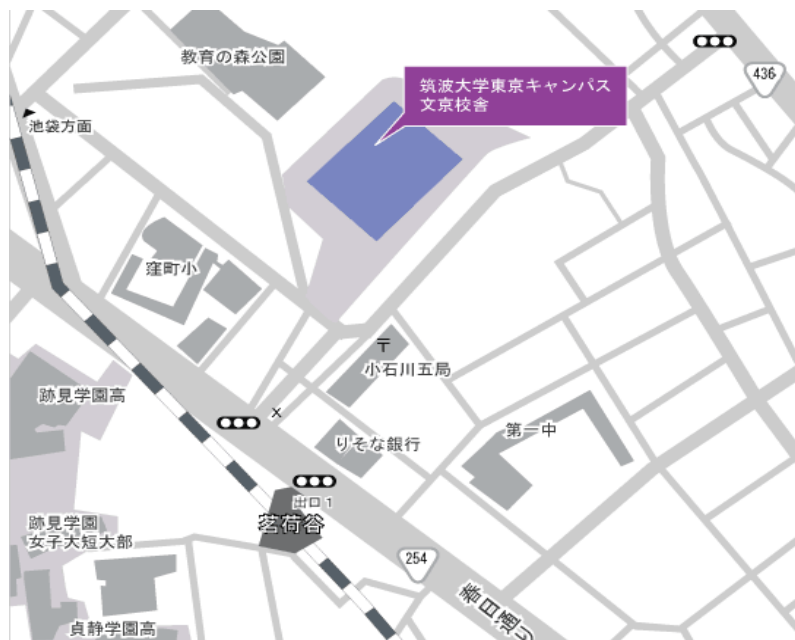 教育の森公園
筑波大学東京キャンパス
文京校舎
436
池袋方面
窪町小
〒
小石川五局
跡見学園高
X
りそな銀行
第一中
出口1
茗荷谷
跡見学園
女子大短大部
254
春日通り
貞静学園高